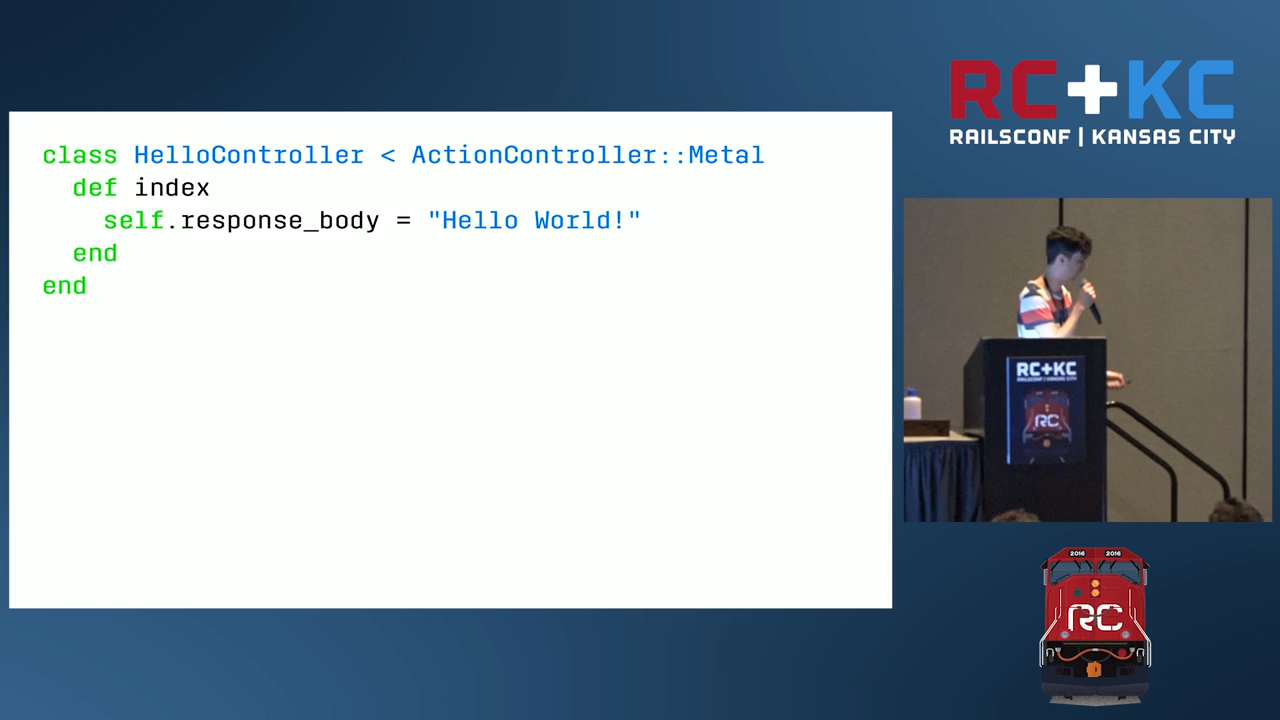 class HelloController < ActionController::Metal
  def index
    self.response_body = "Hello World!"
  end
end
RC+KC
RAILSCONF | KANSAS CITY
RC+KC
RAILSCONF | KANSAS CITY
RC
2016 2016
RC